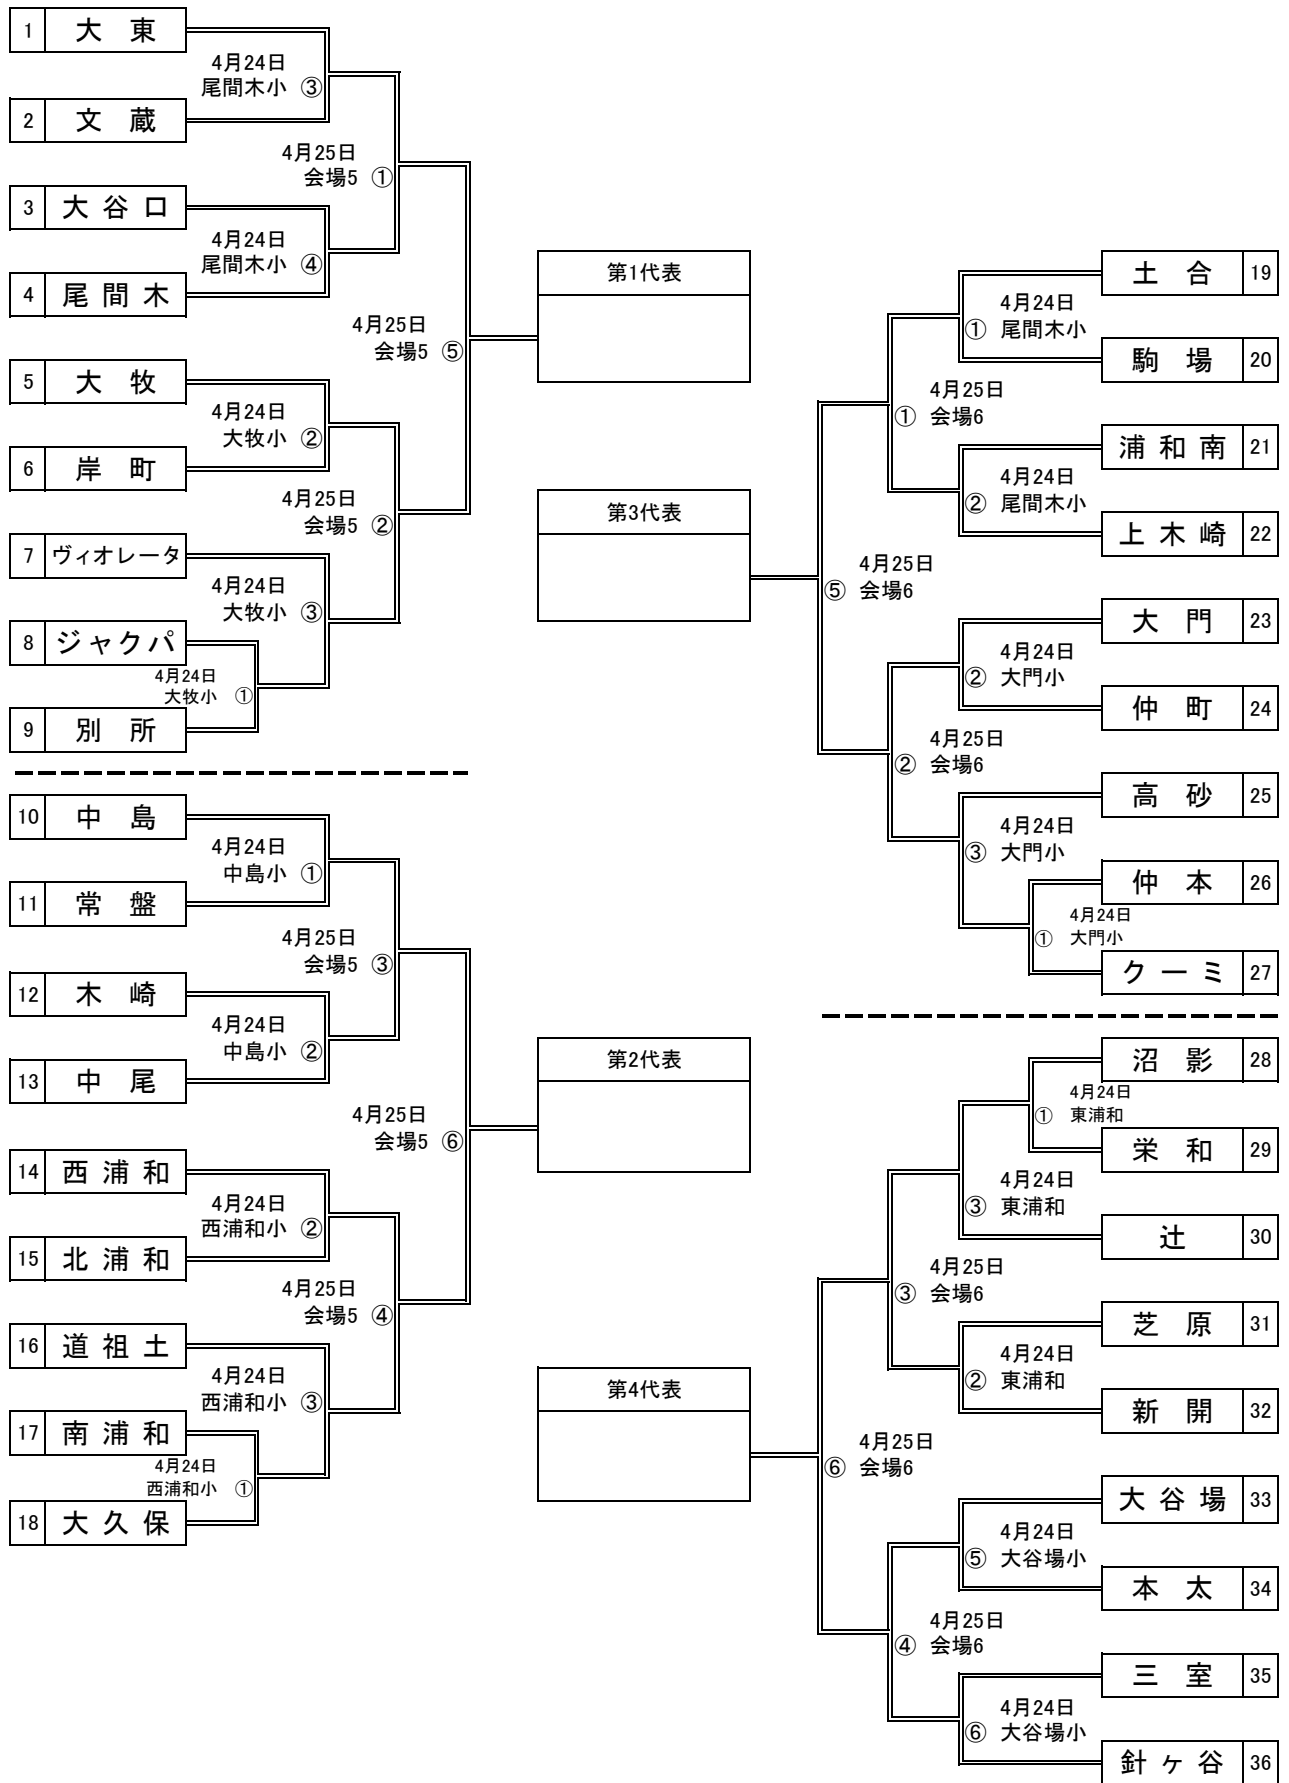 1 大東
4月24日
尾間木小 ③
2 文蔵
4月25日
会場5 ①
3 大谷口
4月24日
尾間木小 ④
4 尾間木
4月25日
会場5 ⑤
5 大牧
4月24日
大牧小 ②
6 岸町
4月25日
会場5 ②
7 ヴィオレータ
4月24日
大牧小 ③
8 ジャクパ
4月24日
大牧小 ①
9 別所
10 中島
4月24日
中島小 ①
11 常盤
4月25日
会場5 ③
12 木崎
4月24日
中島小 ②
13 中尾
4月25日
会場5 ⑥
14 西浦和
4月24日
西浦和小 ②
15 北浦和
4月25日
会場5 ④
16 道祖土
4月24日
西浦和小 ③
17 南浦和
4月24日
西浦和小 ①
18 大久保
第1代表
第3代表
第2代表
第4代表
土合 19
4月24日
① 尾間木小
駒場 20
4月25日
① 会場6
浦和南 21
4月24日
② 尾間木小
上木崎 22
4月25日
⑤ 会場6
大門 23
4月24日
② 大門小
仲町 24
4月25日
② 会場6
高砂 25
4月24日
③ 大門小
仲本 26
4月24日
① 大門小
クーミ 27
沼影 28
4月24日
① 東浦和
栄和 29
4月24日
③ 東浦和
辻 30
4月25日
③ 会場6
芝原 31
4月24日
② 東浦和
新開 32
4月25日
⑥ 会場6
大谷場 33
4月24日
⑤ 大谷場小
本太 34
4月25日
④ 会場6
三室 35
4月24日
⑥ 大谷場小
針ヶ谷 36